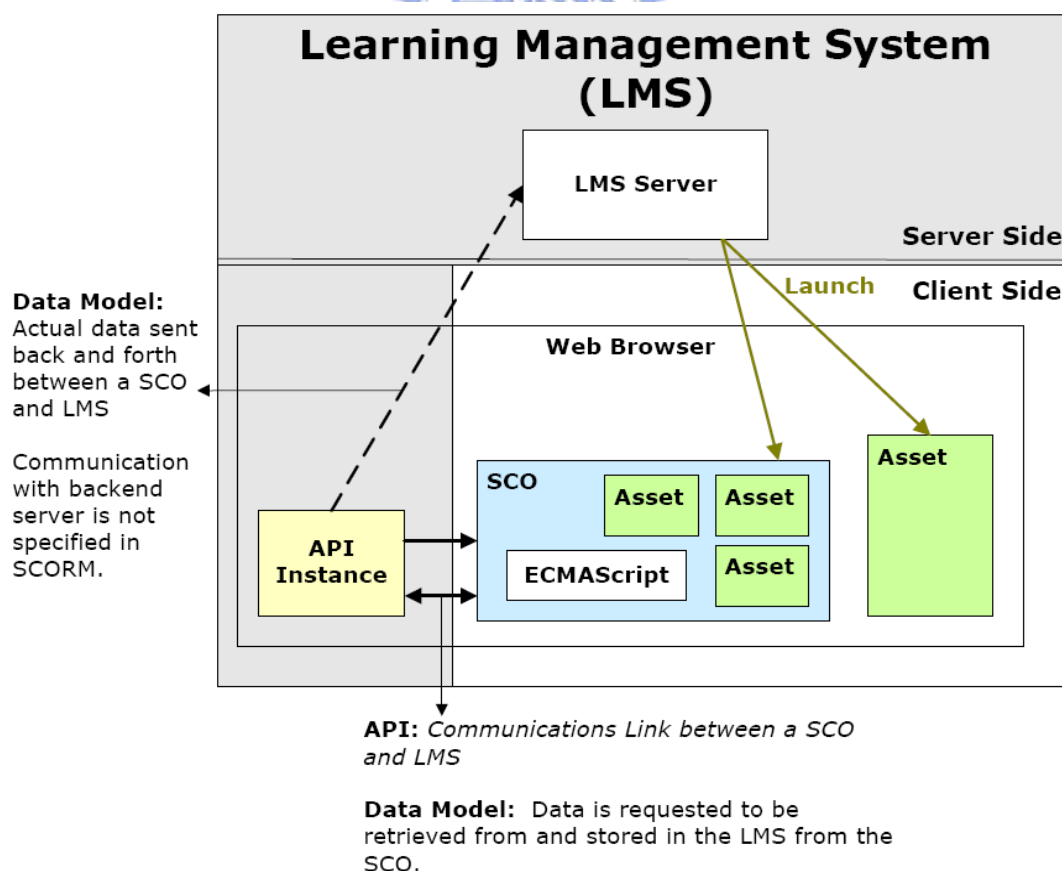 Learning Management System
(LMS)
LMS Server
Server Side
Launch
Client Side
Data Model:
Actual data sent
back and forth
between a SCO
and LMS
Communication
with backend
server is not
specified in
SCORM.
Web Browser
Asset
SCO
Asset
Asset
API
Instance
ECMAScript
Asset
API: Communications Link between a SCO
and LMS
Data Model: Data is requested to be
retrieved from and stored in the LMS from the
SCO.